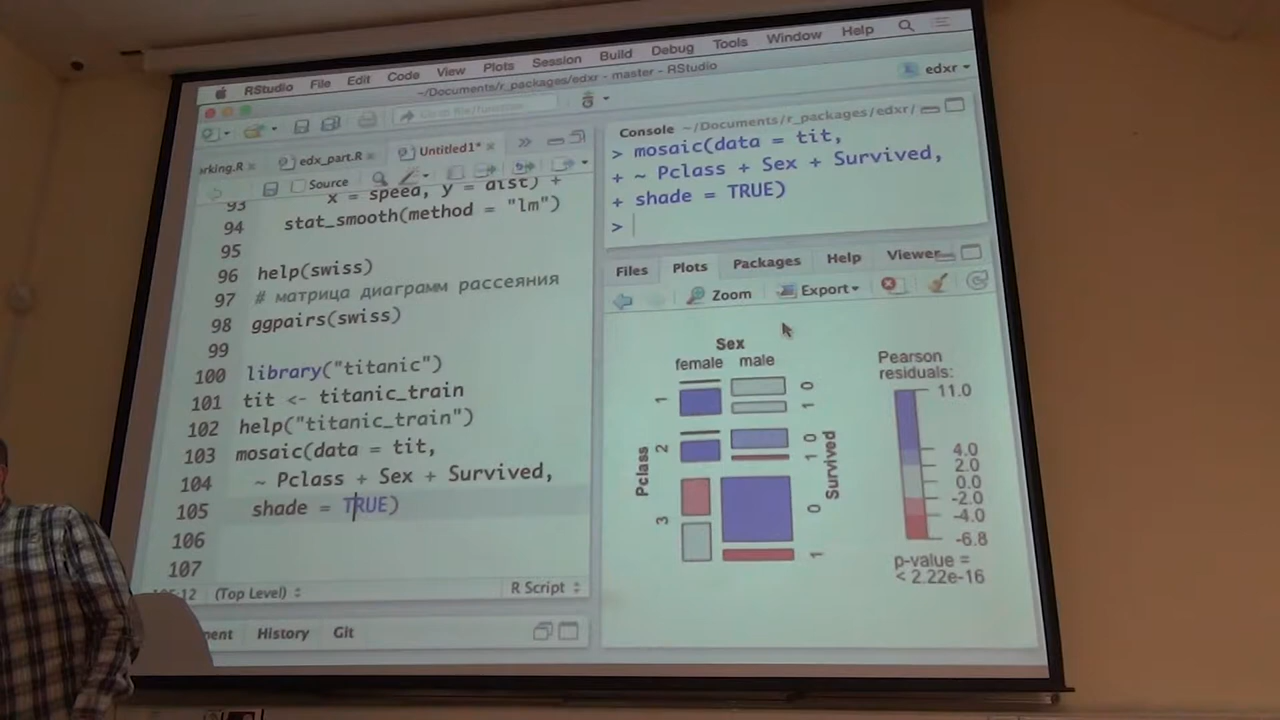 RStudio File Edit Code View Plots Session Build Debug Tools Window Help
~/Documents/r_packages/edxr - master - RStudio
edxr
rking.R
edx_part.R
Untitled1*
Source
93 x = speed, y = dist) +
94 stat_smooth(method = "lm")
95
96 help(swiss)
97 # матрица диаграмм рассеяния
98 ggpairs(swiss)
99
100 library("titanic")
101 tit <- titanic_train
102 help("titanic_train")
103 mosaic(data = tit,
104 ~ Pclass + Sex + Survived,
105 shade = TRUE)
106
107
:12 (Top Level) R Script
ment History Git
Console ~/Documents/r_packages/edxr/
> mosaic(data = tit,
+ ~ Pclass + Sex + Survived,
+ shade = TRUE)
>
Files Plots Packages Help Viewer
Zoom Export
Sex
female male
Pclass
1
2
3
Survived
0
1
0
1
0
1
Pearson
residuals:
11.0
4.0
2.0
0.0
-2.0
-4.0
-6.8
p-value =
< 2.22e-16